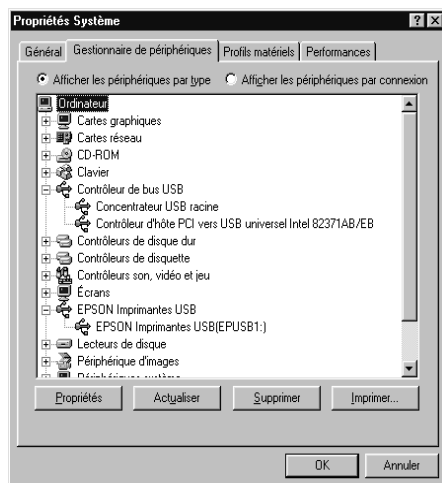 Propriétés Système
Général Gestionnaire de périphériques Profils matériels Performances
Afficher les périphériques par type Afficher les périphériques par connexion
Ordinateur
Cartes graphiques
Cartes réseau
CD-ROM
Clavier
Contrôleur de bus USB
Concentrateur USB racine
Contrôleur d'hôte PCI vers USB universel Intel 82371AB/EB
Contrôleurs de disque dur
Contrôleurs de disquette
Contrôleurs son, vidéo et jeu
Écrans
EPSON Imprimantes USB
EPSON Imprimantes USB(EPUSB1:)
Lecteurs de disque
Périphérique d'images
Périphériques système
Propriétés Actualiser Supprimer Imprimer...
OK Annuler